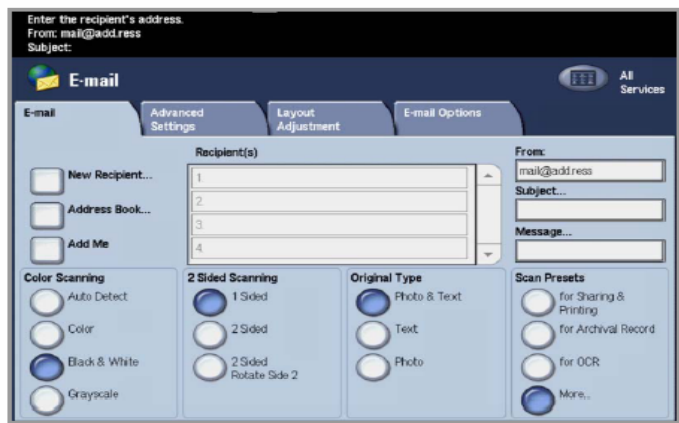 Enter the recipient's address.
From: mail@add.ress
Subject:
E-mail
All
Services
E-mail
Advanced
Settings
Layout
Adjustment
E-mail Options
Recipient(s)
From:
New Recipient...
1.
mail@add.ress
Subject...
Address Book...
2.
3.
Message...
Add Me
4.
Color Scanning
2 Sided Scanning
Original Type
Scan Presets
Auto Detect
1 Sided
Photo & Text
for Sharing &
Printing
Color
2 Sided
Text
for Archival Record
Black & White
2 Sided
Rotate Side 2
Photo
for OCR
Grayscale
More...